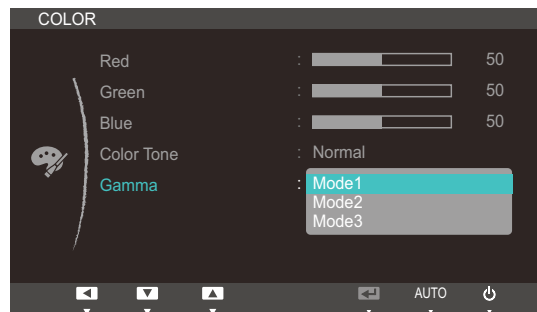 COLOR
Red : 50
Green : 50
Blue : 50
Color Tone : Normal
Gamma : Mode1
Mode2
Mode3
AUTO